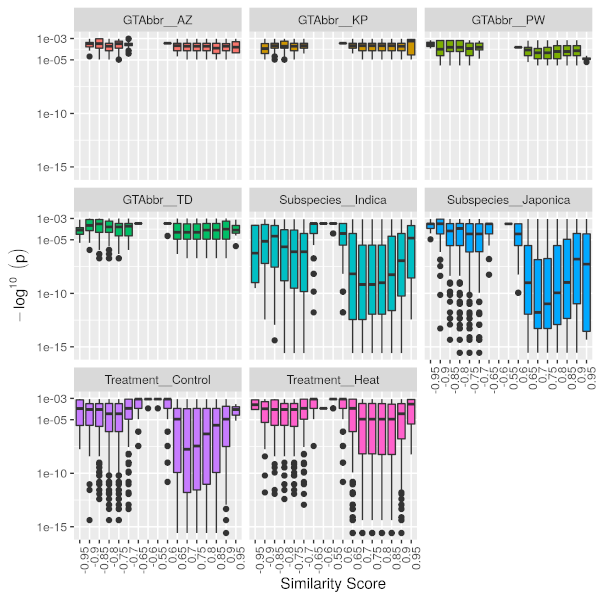 GTAbbr__AZ GTAbbr__KP GTAbbr__PW
1e-03
1e-05
1e-10
1e-15
GTAbbr__TD Subspecies__Indica Subspecies__Japonica
1e-03
1e-05
1e-10
1e-15
-0.95 -0.9 -0.85 -0.8 -0.75 -0.7 -0.65 -0.6 0.55 0.6 0.65 0.7 0.75 0.8 0.85 0.9 0.95
Treatment__Control Treatment__Heat
1e-03
1e-05
1e-10
1e-15
-0.95 -0.9 -0.85 -0.8 -0.75 -0.7 -0.65 -0.6 0.55 0.6 0.65 0.7 0.75 0.8 0.85 0.9 0.95
-0.95 -0.9 -0.85 -0.8 -0.75 -0.7 -0.65 -0.6 0.55 0.6 0.65 0.7 0.75 0.8 0.85 0.9 0.95
Similarity Score
−log¹⁰ (p)